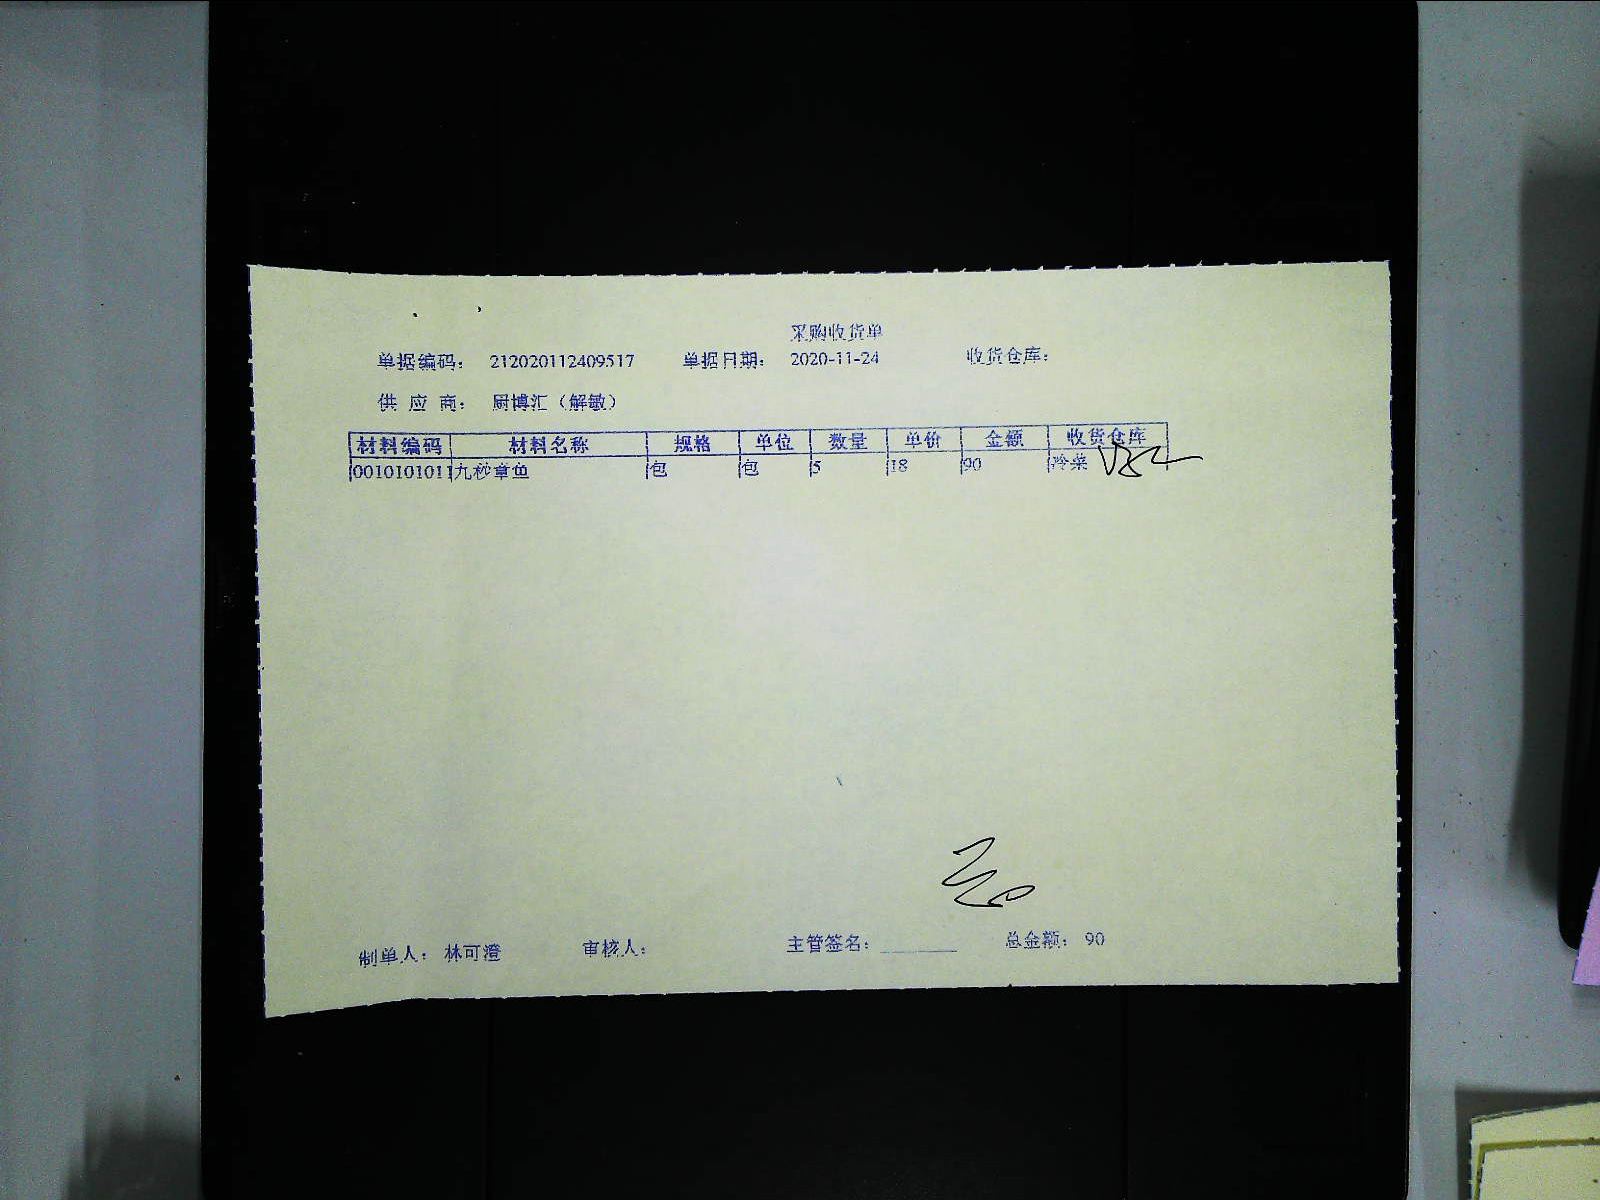 采购收货单
单据编码： 212020112409517 单据日期： 2020-11-24 收货仓库：
供 应 商： 厨博汇（解敏）
材料编码 材料名称 规格 单位 数量 单价 金额 收货仓库
0010101011 九秒章鱼 包 包 5 18 90 冷菜
制单人： 林可澄 审核人： 主管签名： 总金额： 90